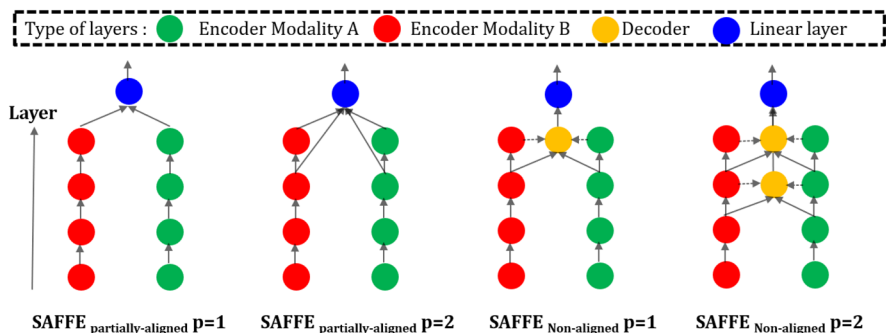 Type of layers : Encoder Modality A Encoder Modality B Decoder Linear layer
Layer
SAFFE partially-aligned p=1 SAFFE partially-aligned p=2 SAFFE Non-aligned p=1 SAFFE Non-aligned p=2